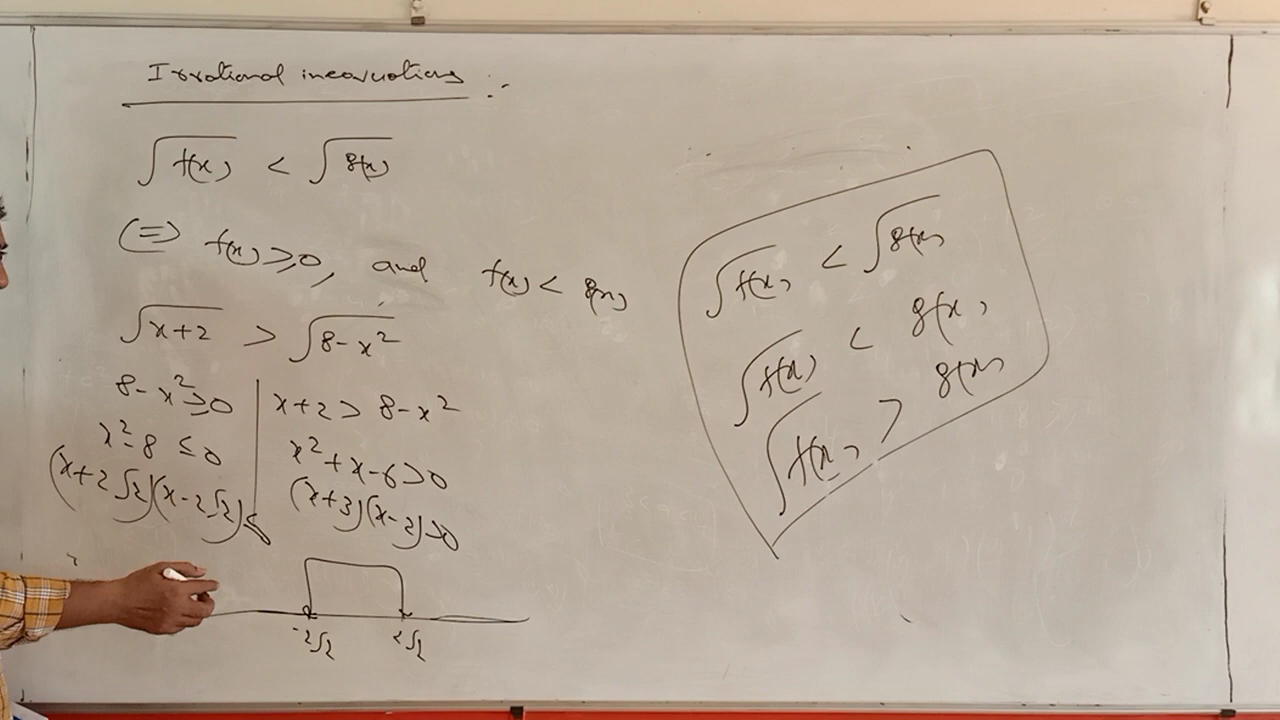 Irrational inequations :-
√f(x) < √g(x)
(=) f(x) ≥ 0, and f(x) < g(x)
√x+2 > √8-x²
8-x² ≥ 0 | x+2 > 8-x²
x²-8 ≤ 0 | x²+x-6 > 0
(x+2√2)(x-2√2) ≤ | (x+3)(x-2) > 0
-2√2 2√2
√f(x) < √g(x)
√f(x) < g(x)
√f(x) > g(x)